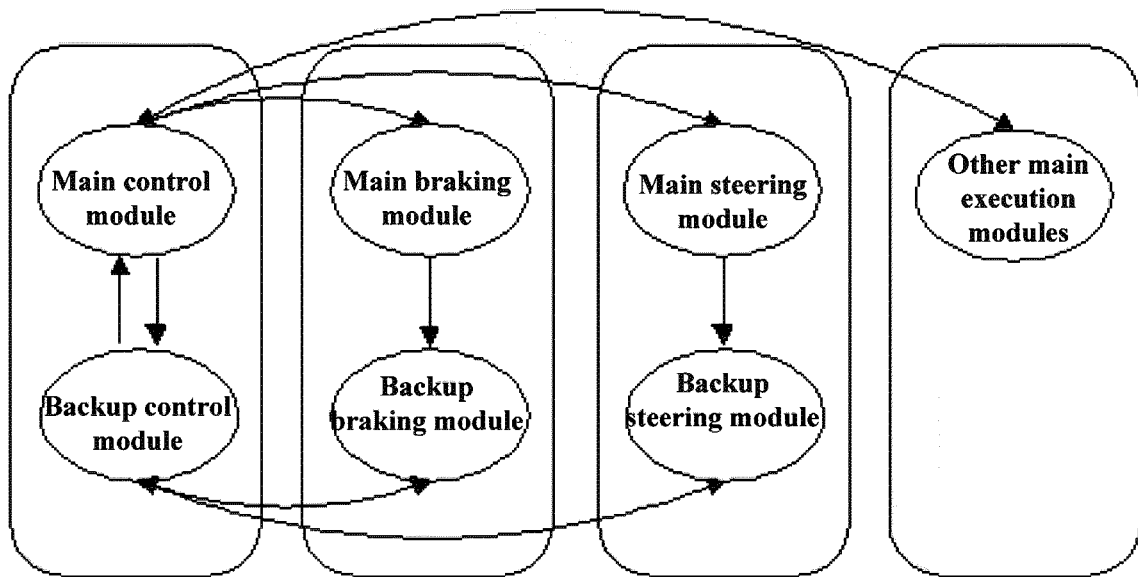 Main control
module
Main braking
module
Main steering
module
Other main
execution
modules
Backup control
module
Backup
braking module
Backup
steering module